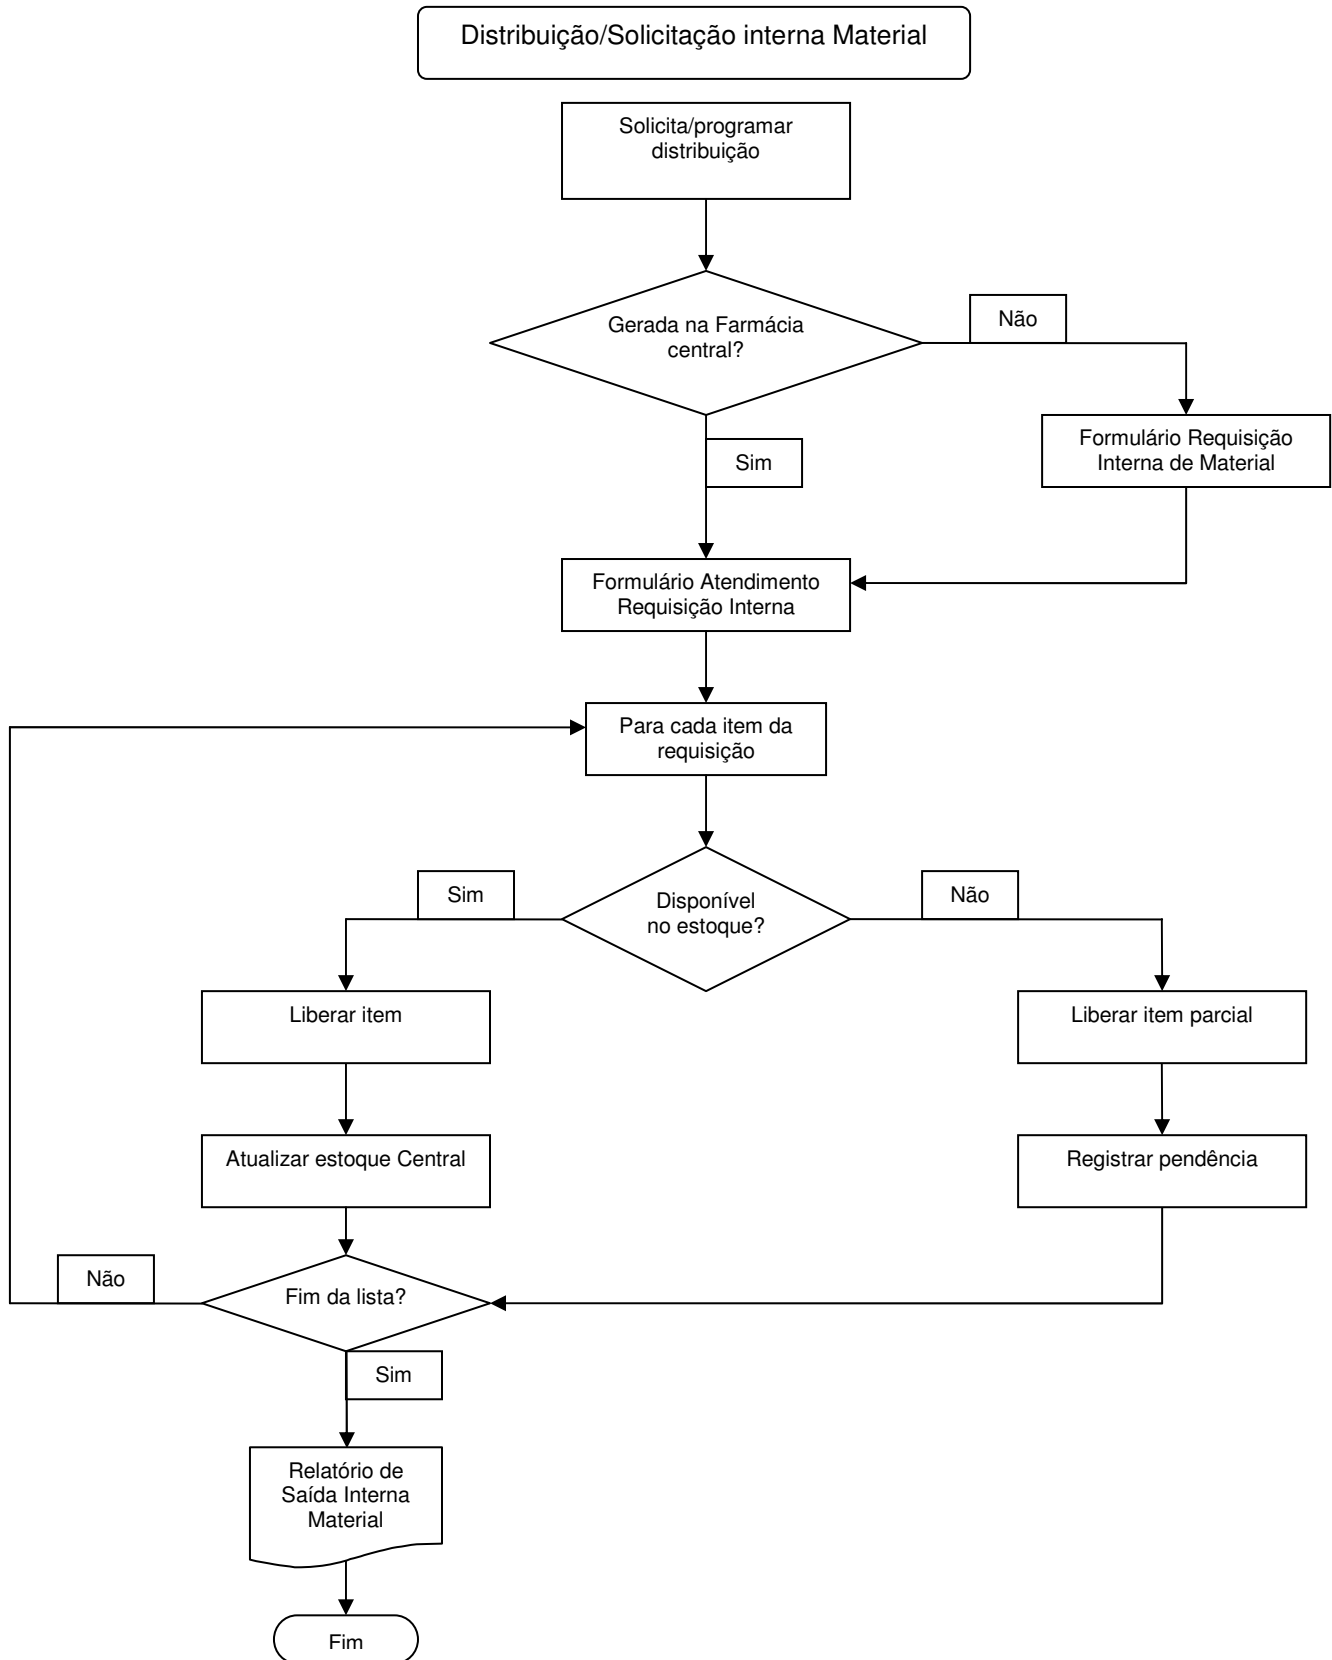 Distribuição/Solicitação interna Material
Solicita/programar
distribuição
Gerada na Farmácia
central?
Não
Formulário Requisição
Interna de Material
Sim
Formulário Atendimento
Requisição Interna
Para cada item da
requisição
Sim
Disponível
no estoque?
Não
Liberar item
Liberar item parcial
Atualizar estoque Central
Registrar pendência
Não
Fim da lista?
Sim
Relatório de
Saída Interna
Material
Fim